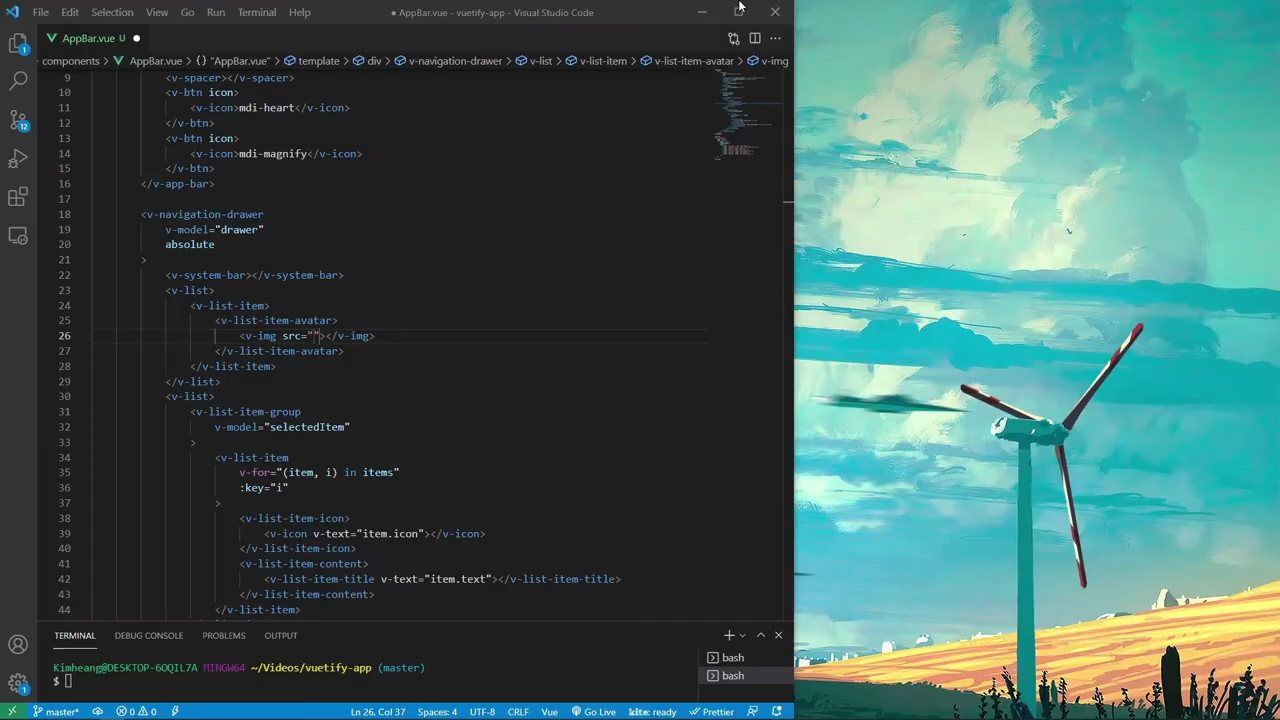 File Edit Selection View Go Run Terminal Help ● AppBar.vue - vuetify-app - Visual Studio Code
AppBar.vue U ●
components > AppBar.vue > {} "AppBar.vue" > template > div > v-navigation-drawer > v-list > v-list-item > v-list-item-avatar > v-img
9 <v-spacer></v-spacer>
10 <v-btn icon>
11 <v-icon>mdi-heart</v-icon>
12 </v-btn>
13 <v-btn icon>
14 <v-icon>mdi-magnify</v-icon>
15 </v-btn>
16 </v-app-bar>
17
18 <v-navigation-drawer
19 v-model="drawer"
20 absolute
21 >
22 <v-system-bar></v-system-bar>
23 <v-list>
24 <v-list-item>
25 <v-list-item-avatar>
26 <v-img src=""></v-img>
27 </v-list-item-avatar>
28 </v-list-item>
29 </v-list>
30 <v-list>
31 <v-list-item-group
32 v-model="selectedItem"
33 >
34 <v-list-item
35 v-for="(item, i) in items"
36 :key="i"
37 >
38 <v-list-item-icon>
39 <v-icon v-text="item.icon"></v-icon>
40 </v-list-item-icon>
41 <v-list-item-content>
42 <v-list-item-title v-text="item.text"></v-list-item-title>
43 </v-list-item-content>
44 </v-list-item>
TERMINAL DEBUG CONSOLE PROBLEMS OUTPUT
Kimheang@DESKTOP-6OQIL7A MINGW64 ~/Videos/vuetify-app (master)
$
bash
bash
1
12
1
master* 0 0 Ln 26, Col 37 Spaces: 4 UTF-8 CRLF Vue Go Live kite: ready Prettier